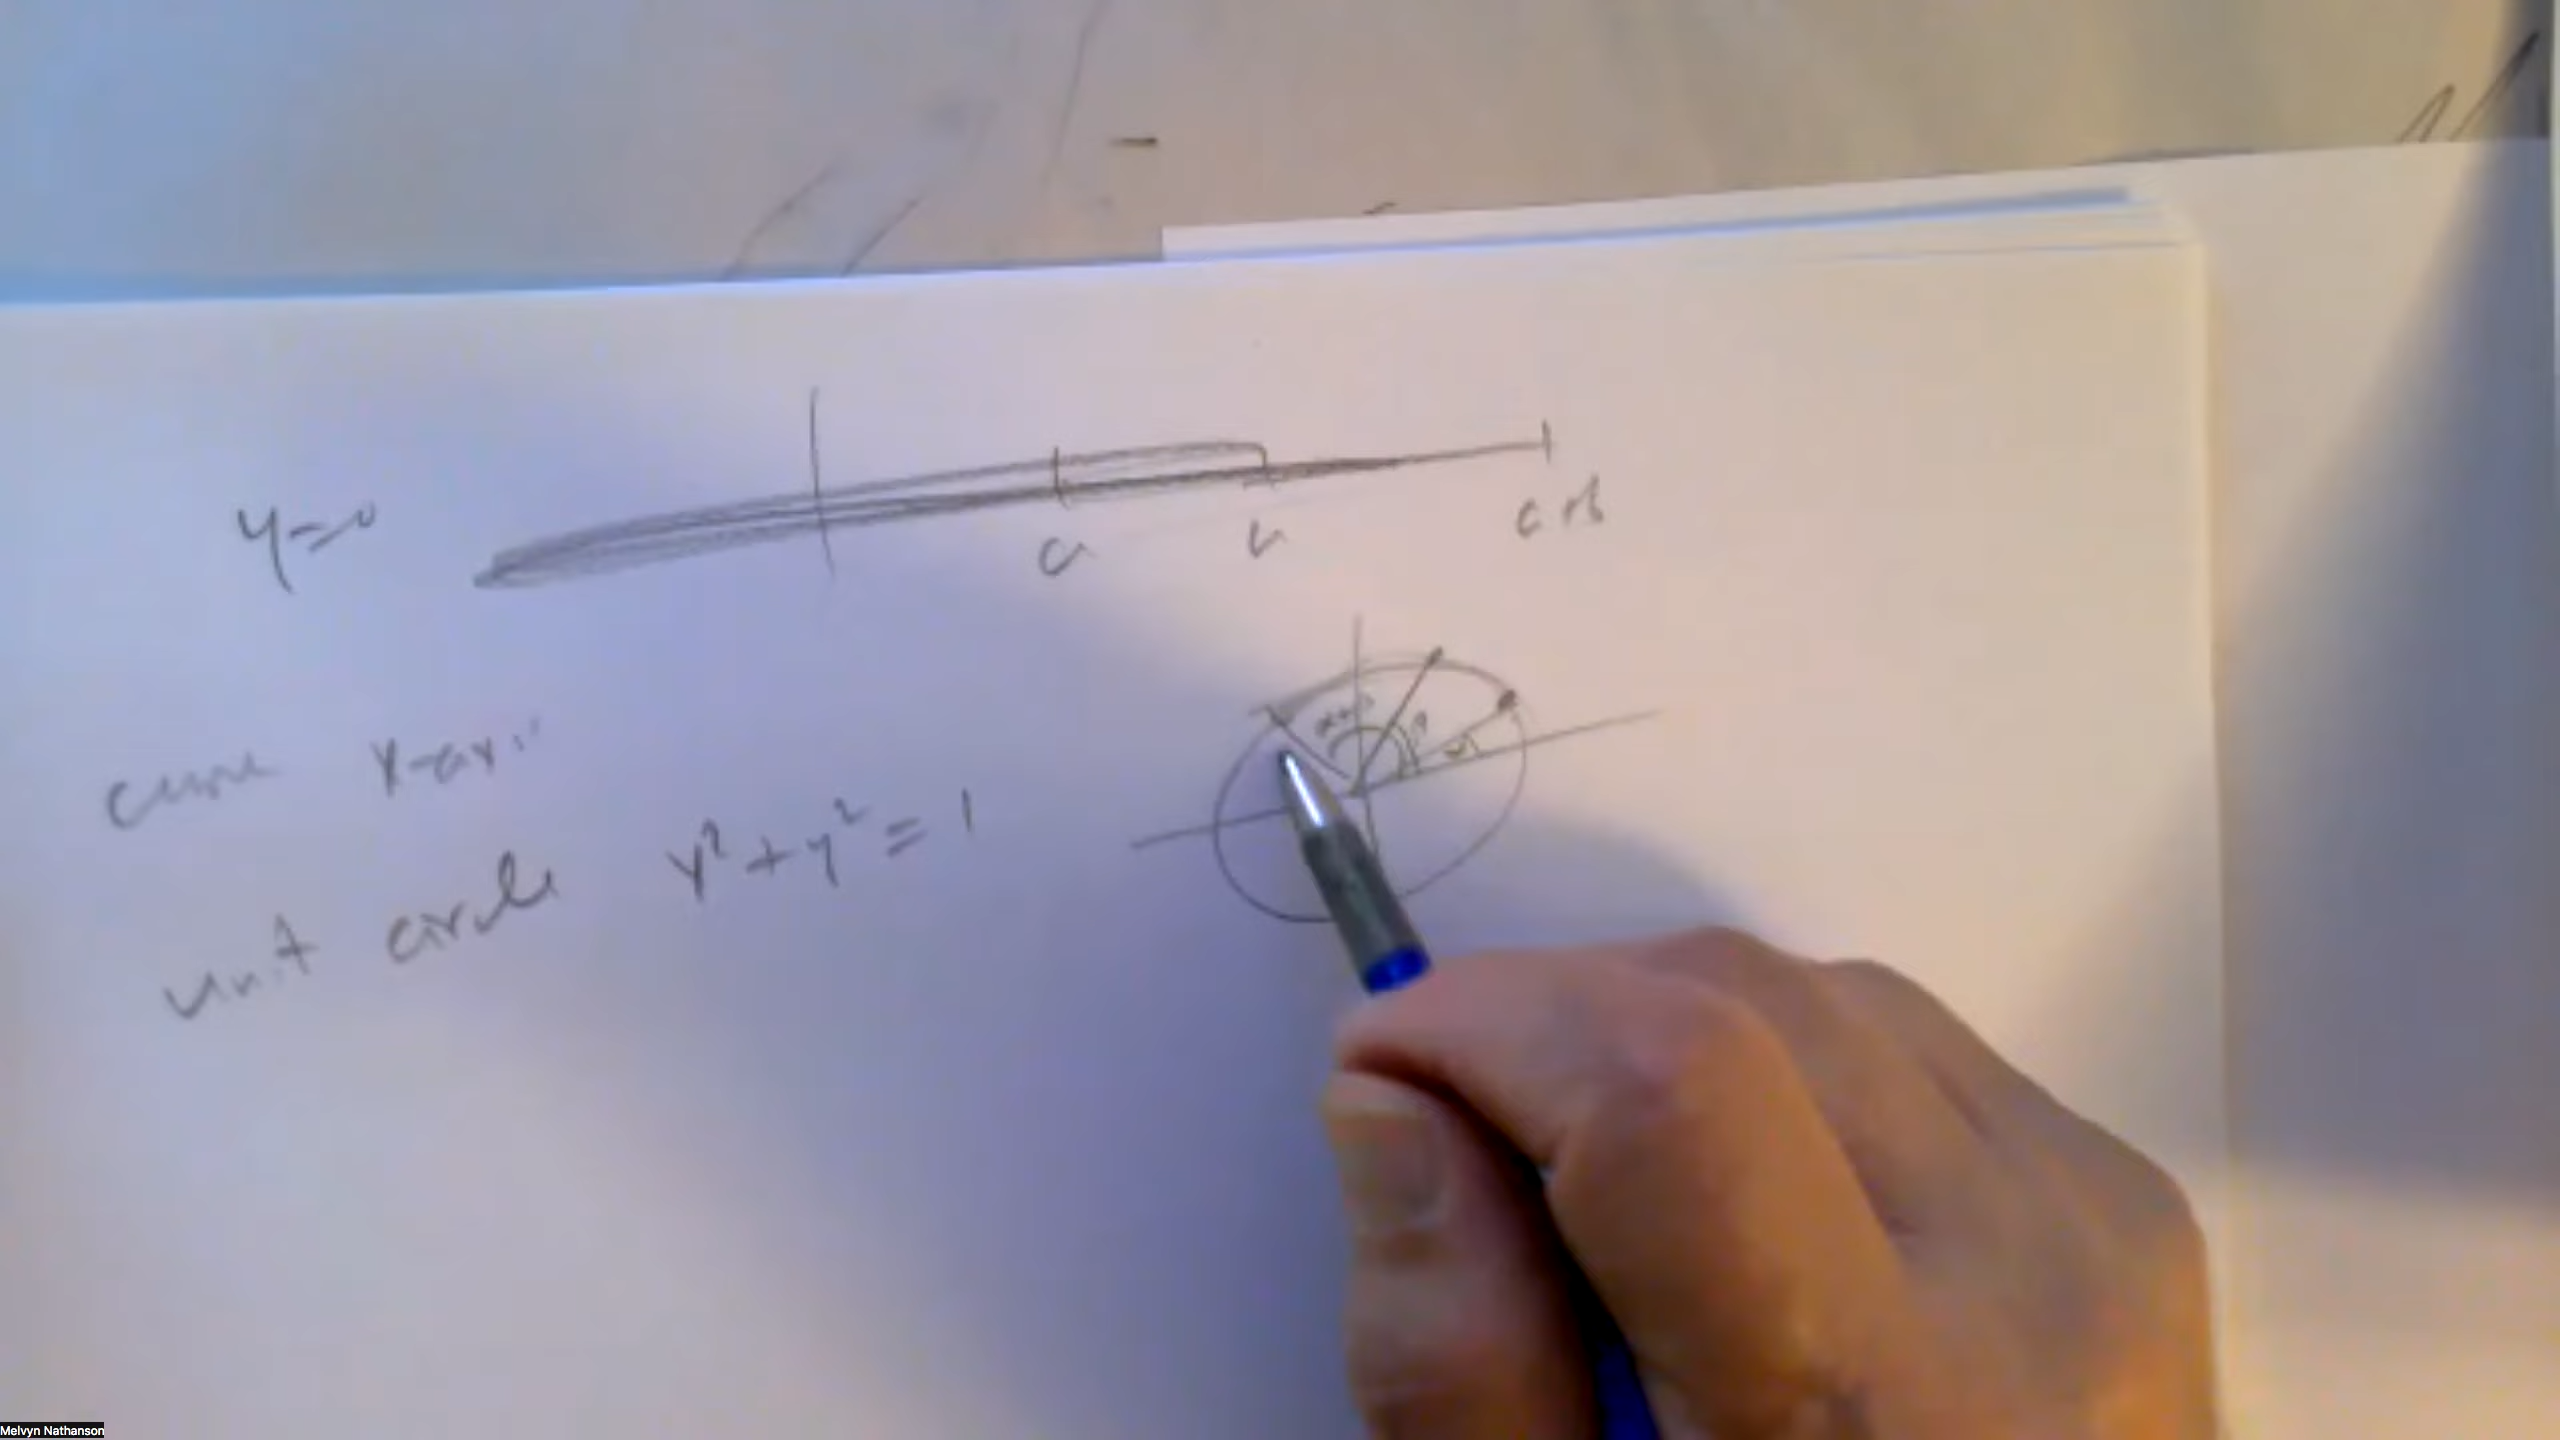 y=0
a b a+b
curve x-axis
unit circle x²+y²=1
α+β β α
Melvyn Nathanson